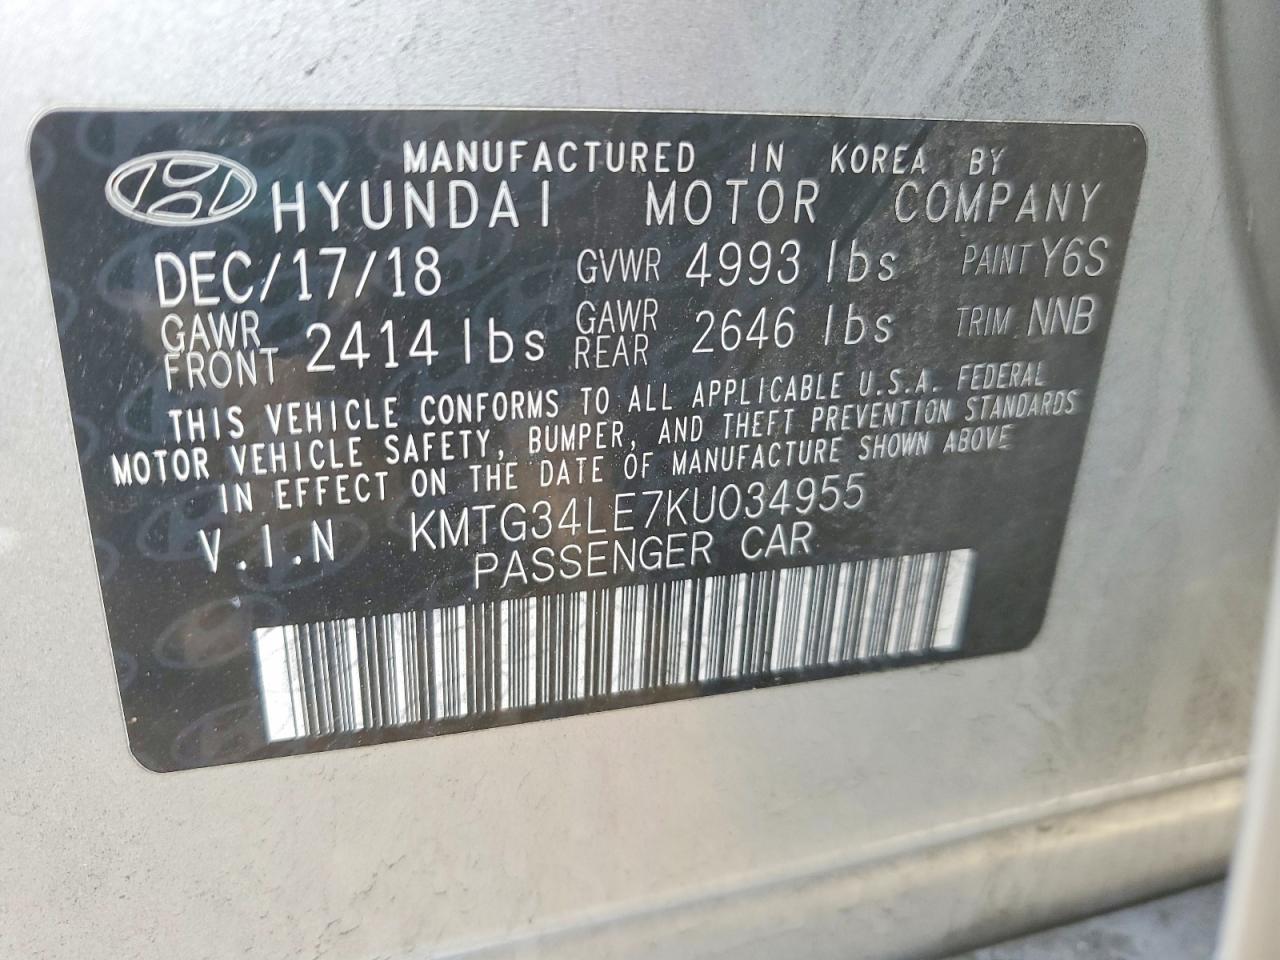 MANUFACTURED IN KOREA BY
HYUNDAI MOTOR COMPANY
DEC/17/18 GVWR 4993 lbs PAINT Y6S
GAWR FRONT 2414 lbs GAWR REAR 2646 lbs TRIM NNB
THIS VEHICLE CONFORMS TO ALL APPLICABLE U.S.A. FEDERAL
MOTOR VEHICLE SAFETY, BUMPER, AND THEFT PREVENTION STANDARDS
IN EFFECT ON THE DATE OF MANUFACTURE SHOWN ABOVE
V.I.N KMTG34LE7KU034955
PASSENGER CAR